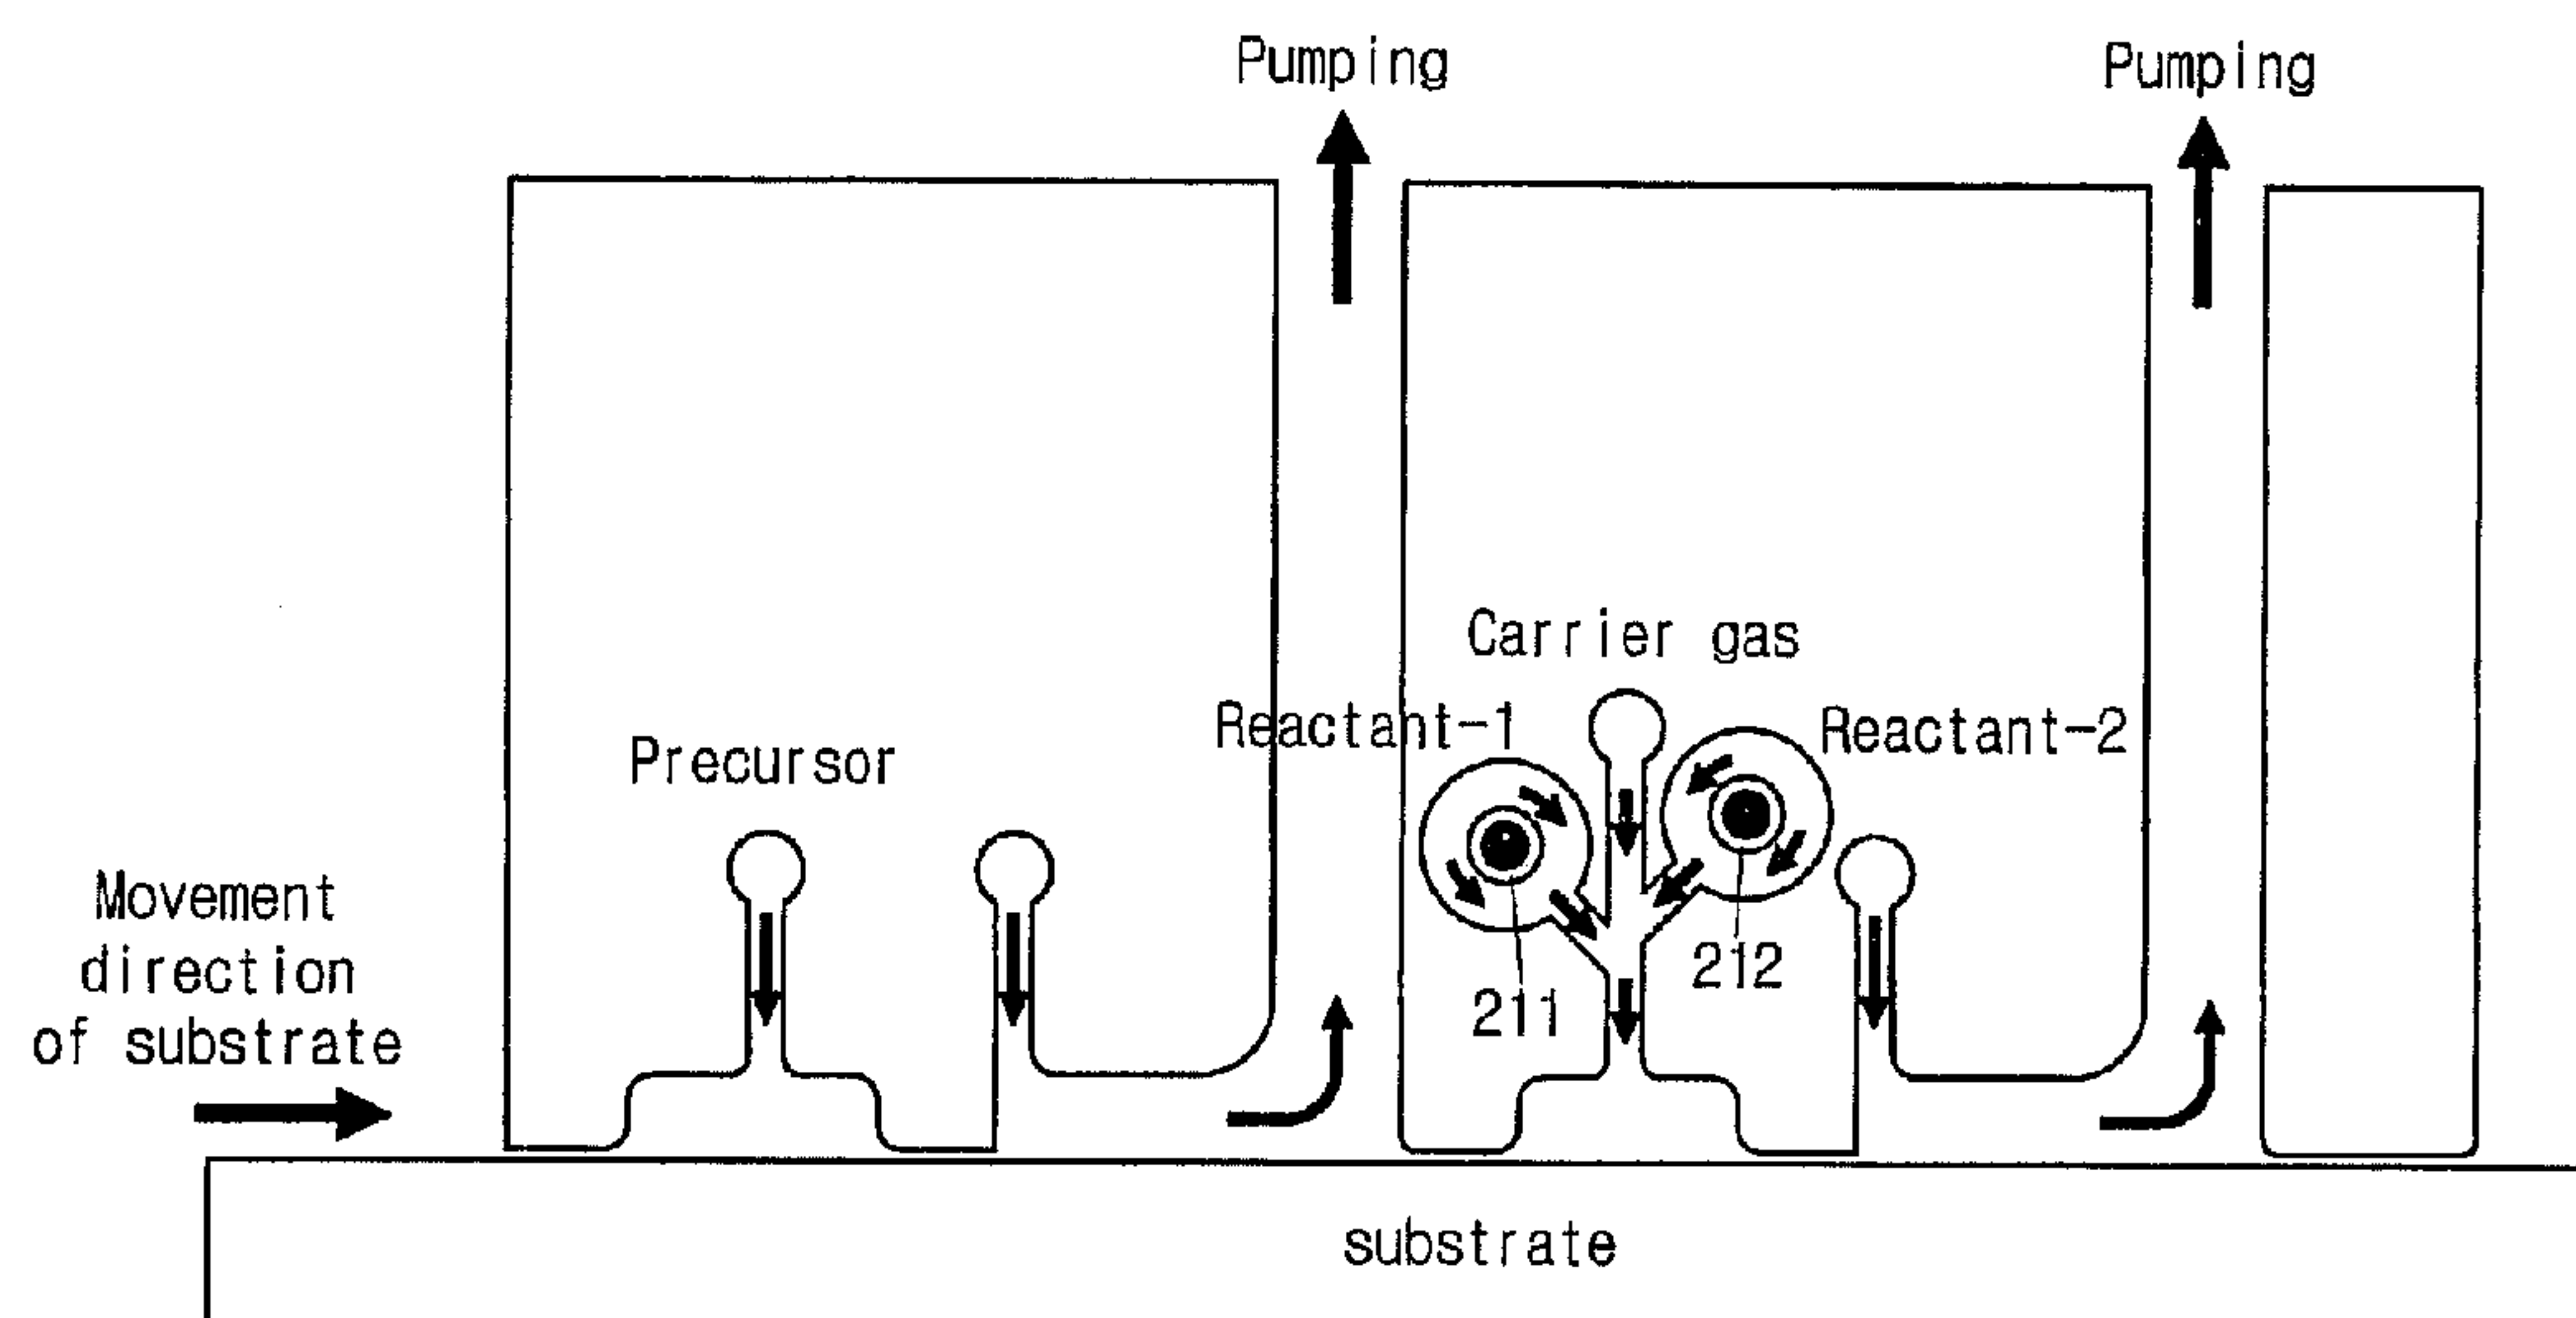 Pumping
Pumping
Carrier gas
Reactant-1
Reactant-2
Precursor
Movement
direction
of substrate
212
211
substrate